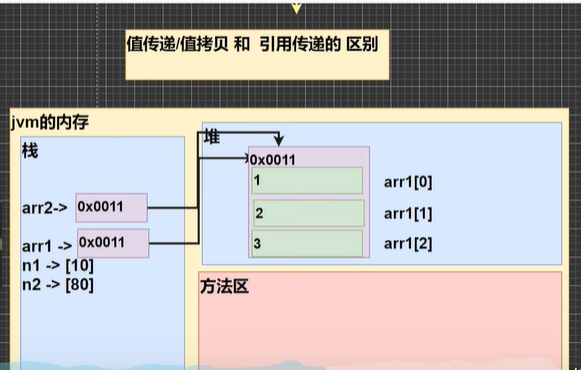 值传递/值拷贝 和 引用传递的 区别
jvm的内存
栈
堆
0x0011
1 arr1[0]
arr2-> 0x0011
2 arr1[1]
arr1 -> 0x0011
3 arr1[2]
n1 -> [10]
n2 -> [80]
方法区